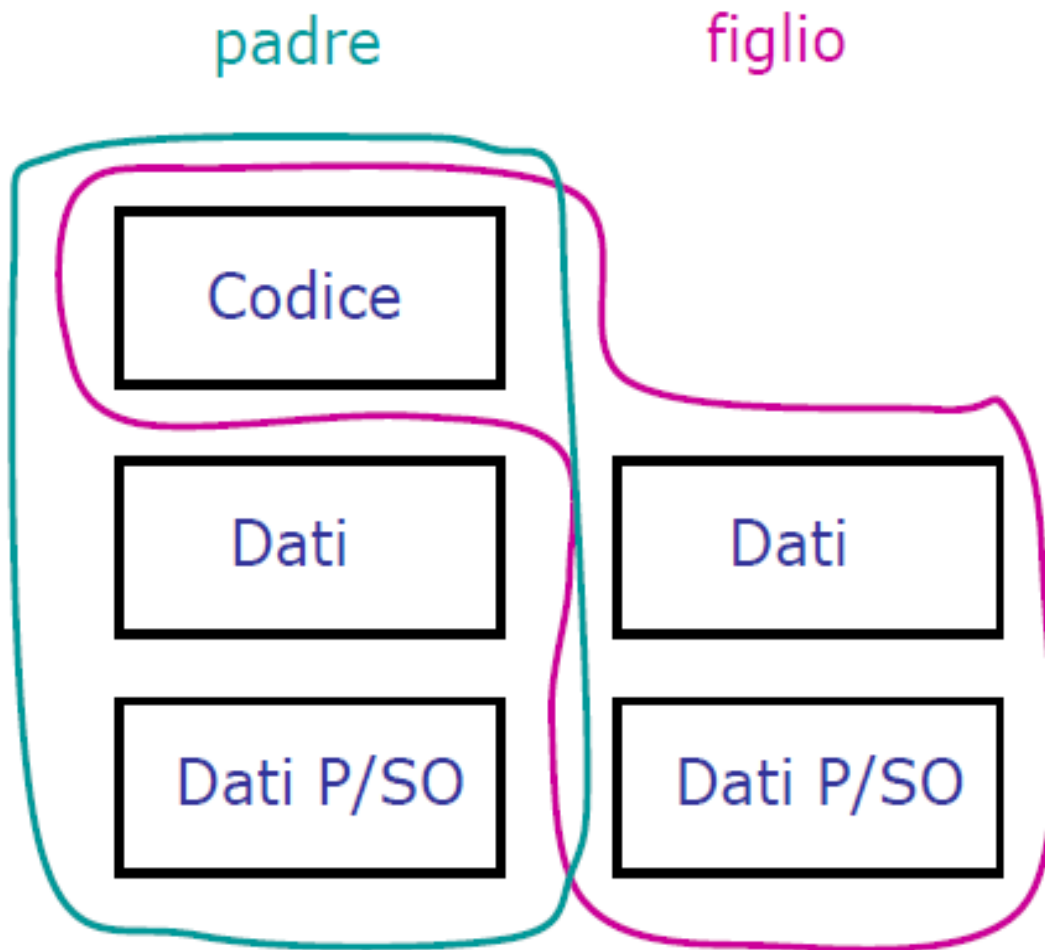 padre
figlio
Codice
Dati
Dati
Dati P/SO
Dati P/SO